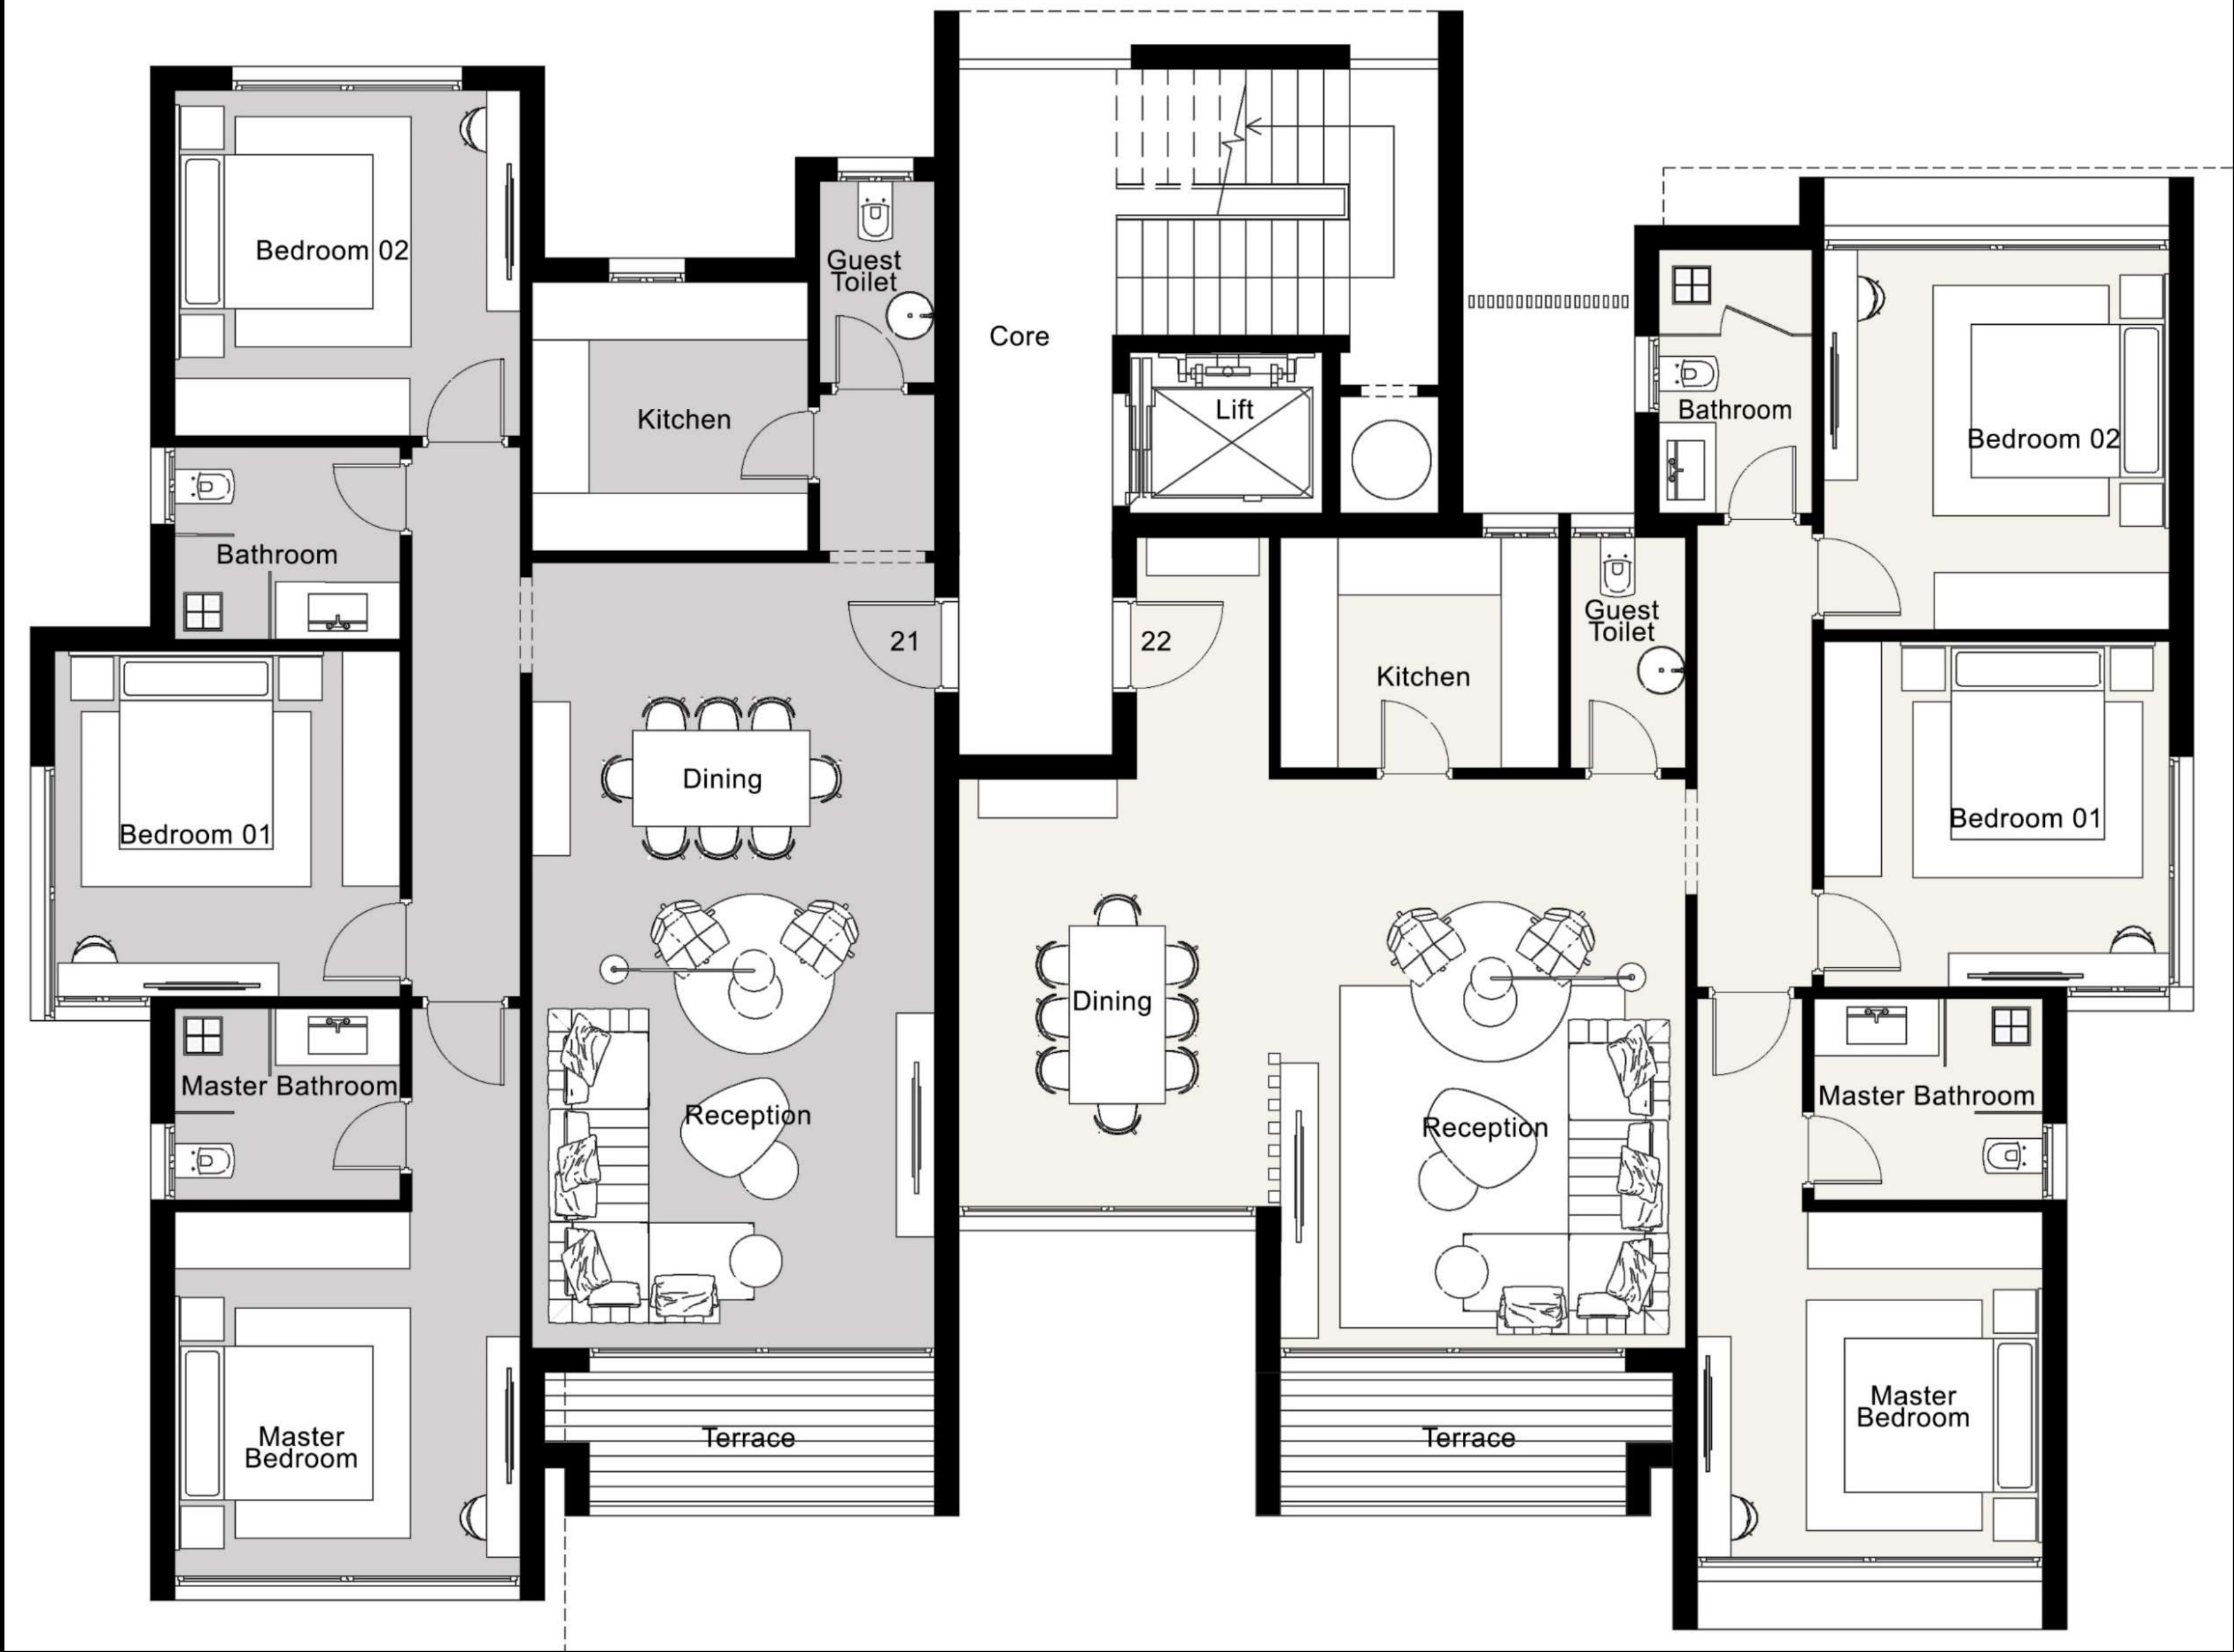 Bedroom 02
Guest
Toilet
Core
Kitchen
Lift
Bathroom
Bedroom 02
Bathroom
Guest
Toilet
21
22
Kitchen
Dining
Bedroom 01
Bedroom 01
Dining
Master Bathroom
Reception
Reception
Master Bathroom
Master
Bedroom
Terrace
Terrace
Master
Bedroom